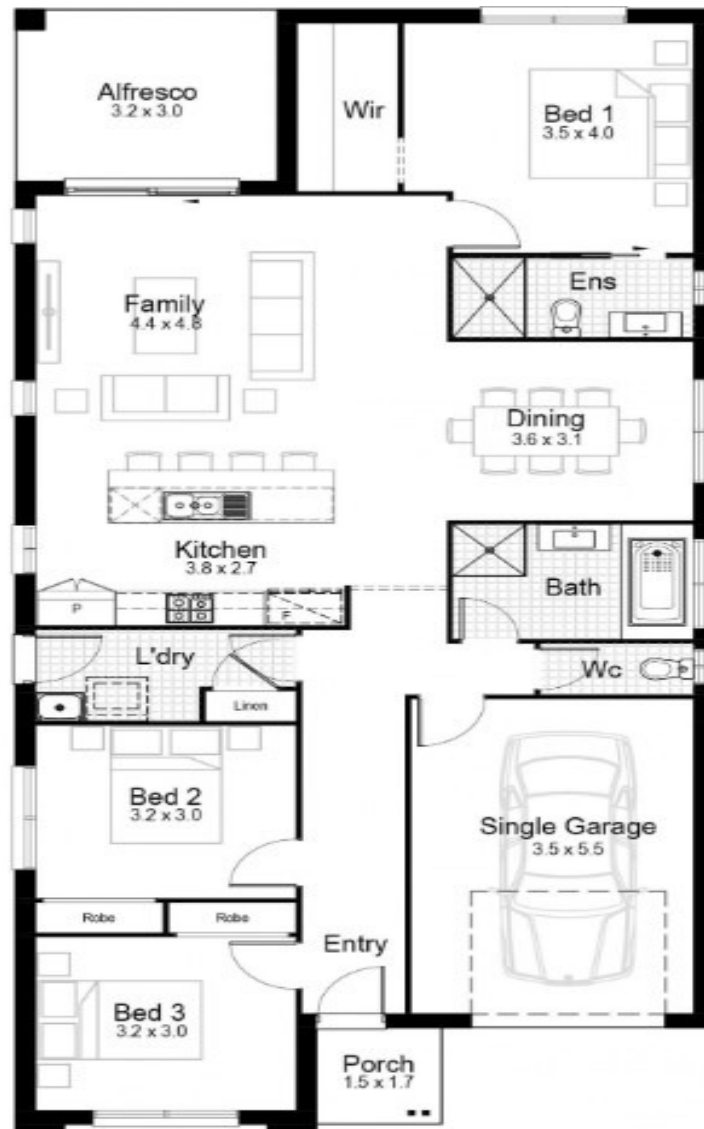 Alfresco
3.2 x 3.0
Wir
Bed 1
3.5 x 4.0
Ens
Family
4.4 x 4.8
Dining
3.6 x 3.1
Kitchen
3.8 x 2.7
P
F
Bath
L'dry
Linen
Wc
Bed 2
3.2 x 3.0
Single Garage
3.5 x 5.5
Robe
Robe
Entry
Bed 3
3.2 x 3.0
Porch
1.5 x 1.7